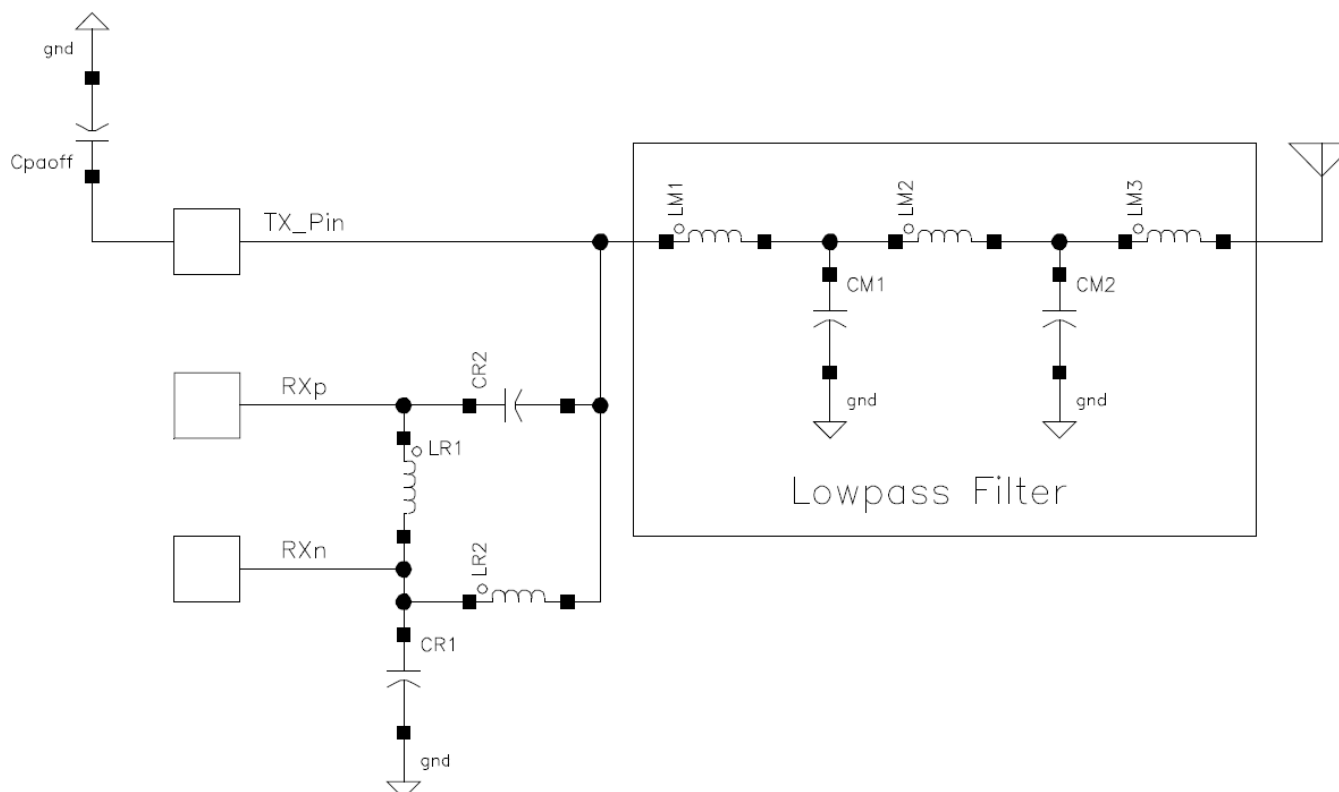 gnd
Cpaoff
TX_Pin
LM1
LM2
LM3
CM1
CM2
gnd
gnd
Lowpass Filter
RXp
CR2
LR1
RXn
LR2
CR1
gnd